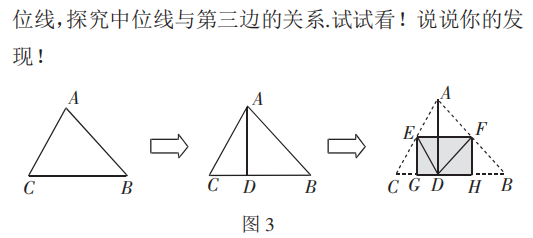 位线,探究中位线与第三边的关系.试试看!说说你的发
现!
A A A
E F
C B C D B C G D H B
图 3